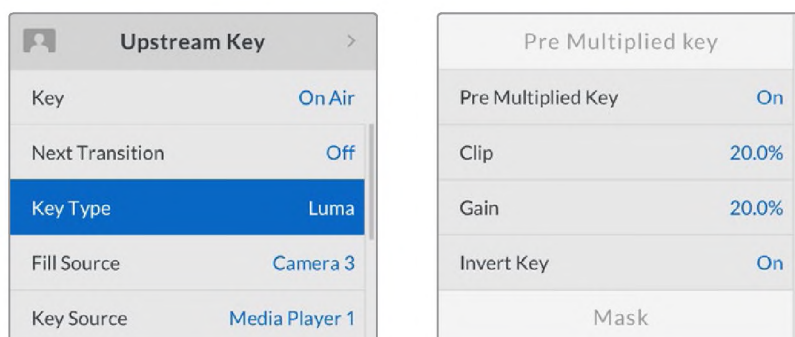 Upstream Key
Key On Air
Next Transition Off
Key Type Luma
Fill Source Camera 3
Key Source Media Player 1
Pre Multiplied key
Pre Multiplied Key On
Clip 20.0%
Gain 20.0%
Invert Key On
Mask